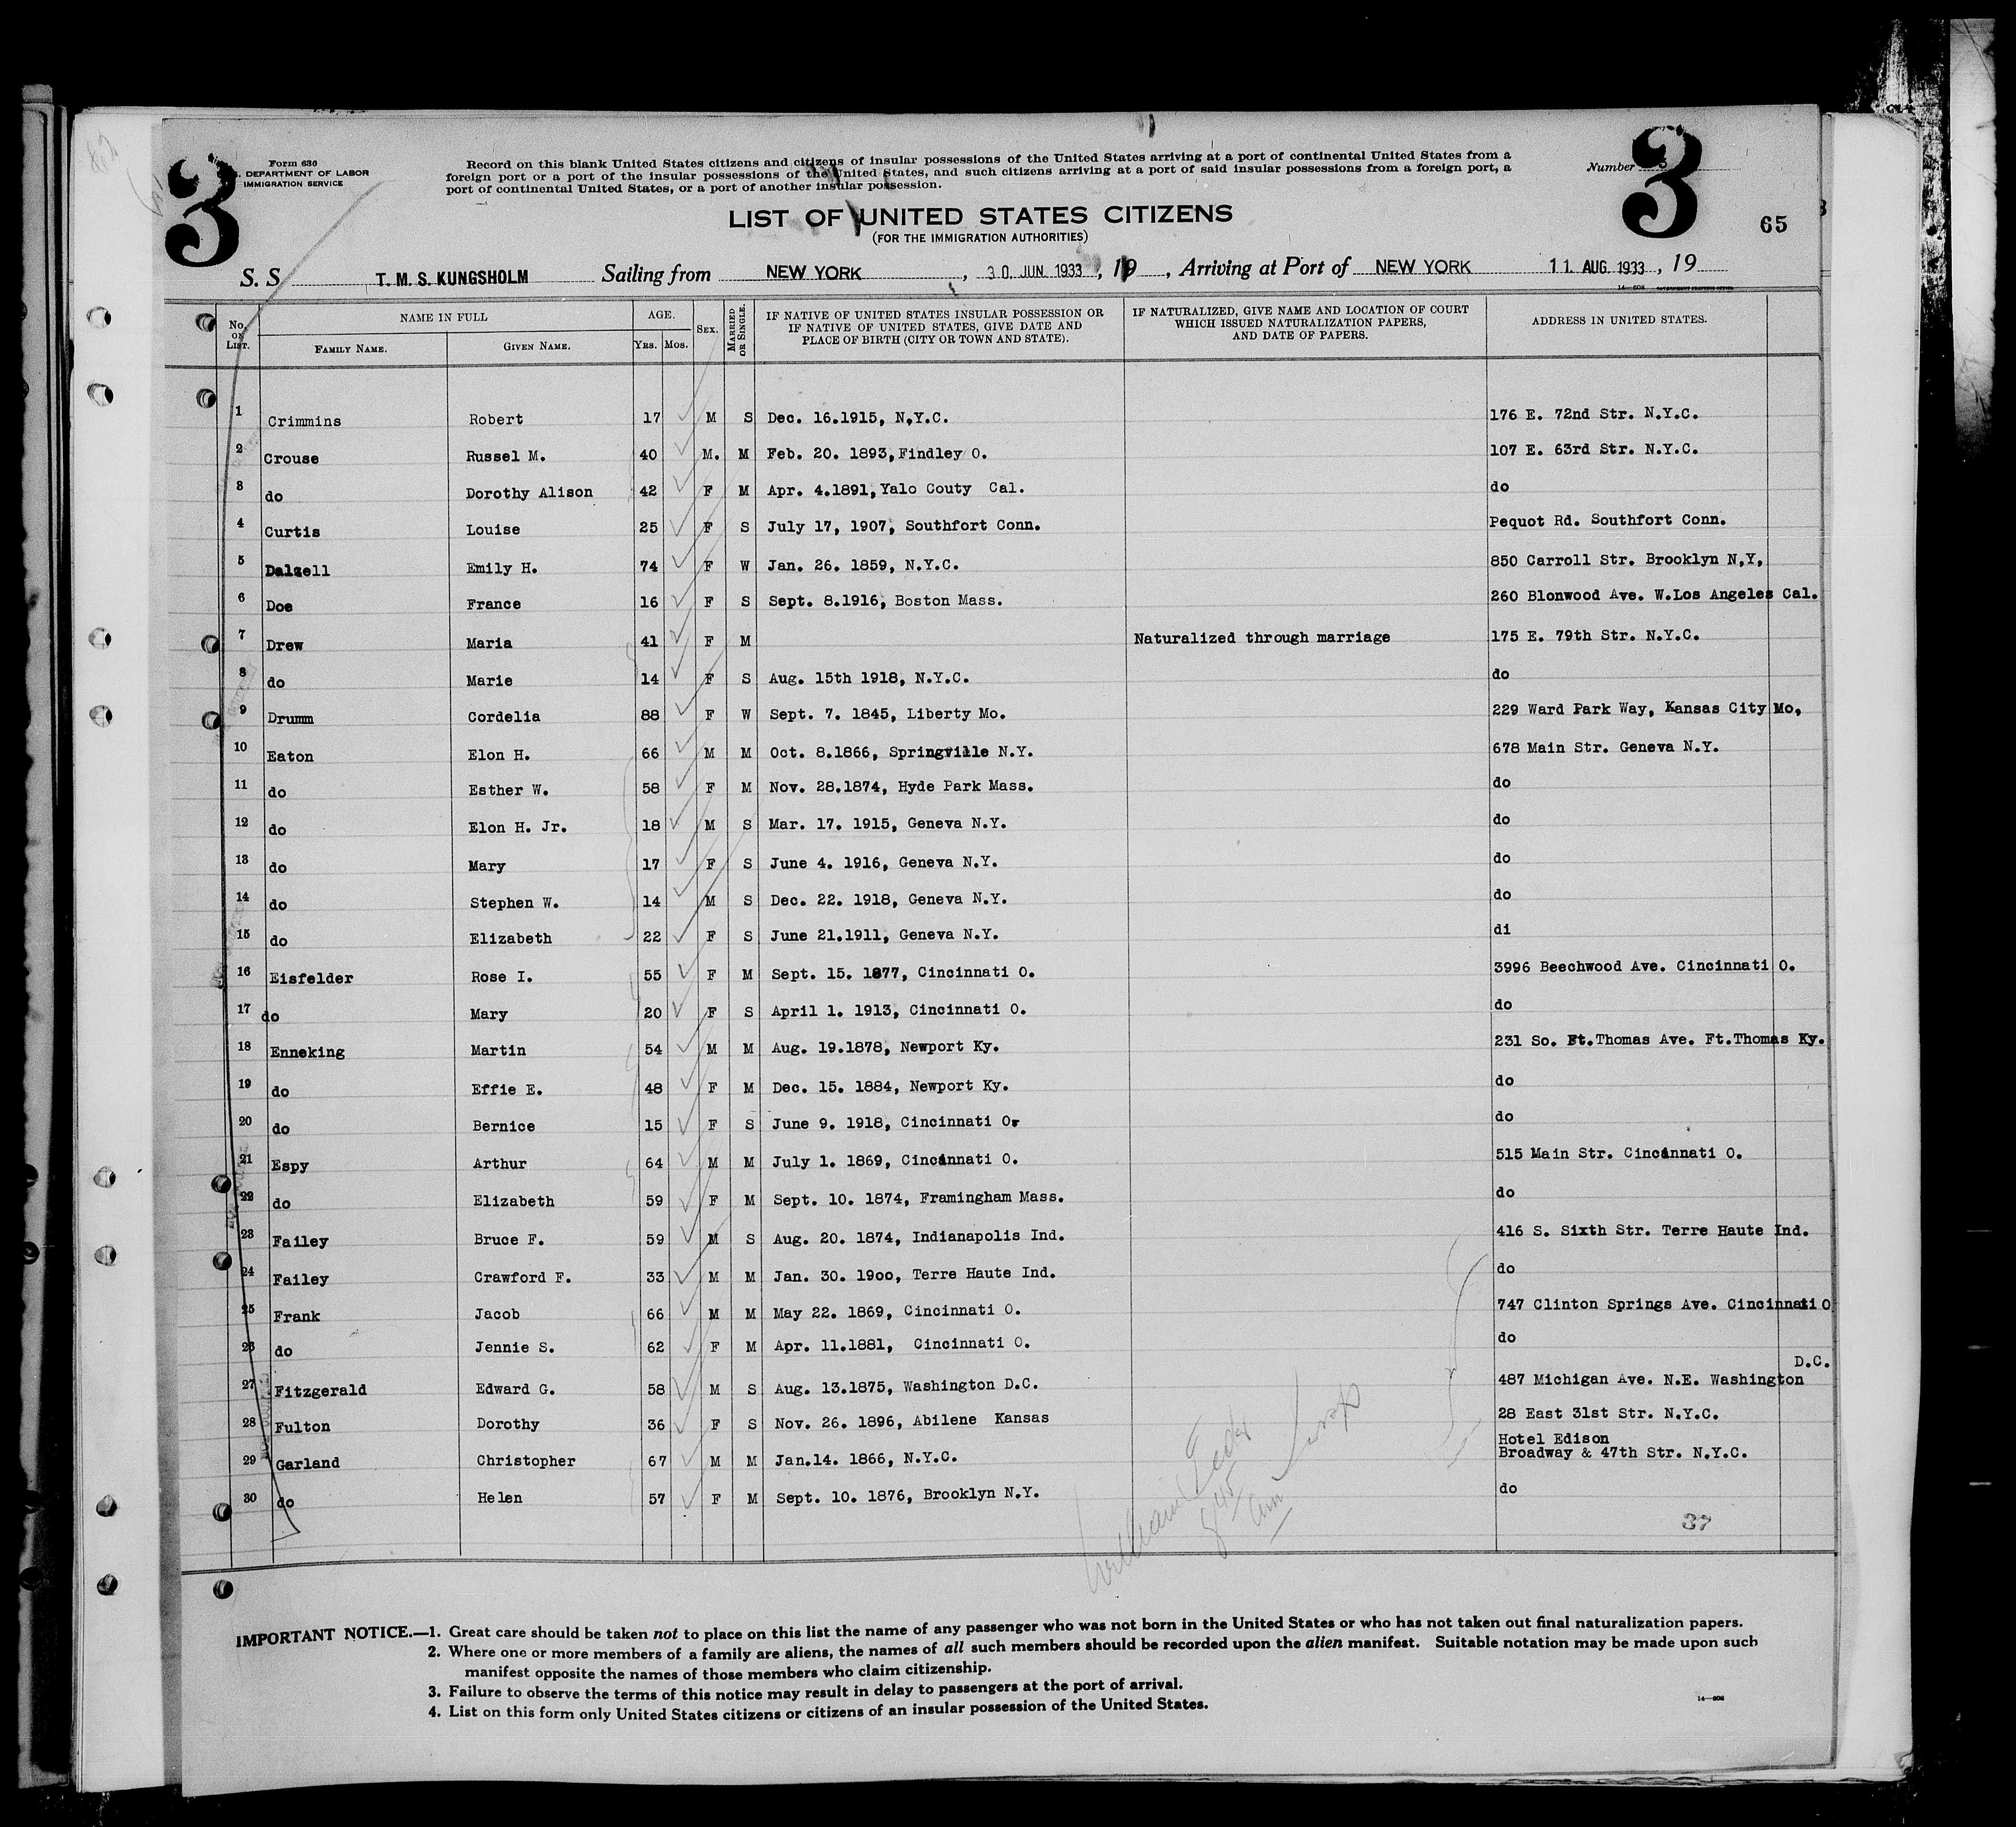 3
Form 630
DEPARTMENT OF LABOR
IMMIGRATION SERVICE
Record on this blank United States citizens and citizens of insular possessions of the United States arriving at a port of continental United States from a
foreign port or a port of the insular possessions of the United States, and such citizens arriving at a port of said insular possessions from a foreign port, a
port of continental United States, or a port of another insular possession.
Number
3
65
LIST OF UNITED STATES CITIZENS
(FOR THE IMMIGRATION AUTHORITIES)
S. S. T. M. S. KUNGSHOLM Sailing from NEW YORK, 30. JUN. 1933, 19, Arriving at Port of NEW YORK 11. AUG. 1933, 19
No. on List. NAME IN FULL Family Name. Given Name. AGE. Yrs. Mos. Sex. Married or Single. IF NATIVE OF UNITED STATES INSULAR POSSESSION OR IF NATIVE OF UNITED STATES, GIVE DATE AND PLACE OF BIRTH (CITY OR TOWN AND STATE). IF NATURALIZED, GIVE NAME AND LOCATION OF COURT WHICH ISSUED NATURALIZATION PAPERS, AND DATE OF PAPERS. ADDRESS IN UNITED STATES.
1 Crimmins Robert 17 M S Dec. 16.1915, N,Y.C. 176 E. 72nd Str. N.Y.C.
2 Crouse Russel M. 40 M. M Feb. 20. 1893, Findley O. 107 E. 63rd Str. N.Y.C.
3 do Dorothy Alison 42 F M Apr. 4.1891, Yalo Couty Cal. do
4 Curtis Louise 25 F S July 17, 1907, Southfort Conn. Pequot Rd. Southfort Conn.
5 Dalzell Emily H. 74 F W Jan. 26. 1859, N.Y.C. 850 Carroll Str. Brooklyn N,Y,
6 Doe France 16 F S Sept. 8.1916, Boston Mass. 260 Blonwood Ave. W.Los Angeles Cal.
7 Drew Maria 41 F M Naturalized through marriage 175 E. 79th Str. N.Y.C.
8 do Marie 14 F S Aug. 15th 1918, N.Y.C. do
9 Drumm Cordelia 88 F W Sept. 7. 1845, Liberty Mo. 229 Ward Park Way, Kansas City Mo,
10 Eaton Elon H. 66 M M Oct. 8.1866, Springville N.Y. 678 Main Str. Geneva N.Y.
11 do Esther W. 58 F M Nov. 28.1874, Hyde Park Mass. do
12 do Elon H. Jr. 18 M S Mar. 17. 1915, Geneva N.Y. do
13 do Mary 17 F S June 4. 1916, Geneva N.Y. do
14 do Stephen W. 14 M S Dec. 22. 1918, Geneva N.Y. do
15 do Elizabeth 22 F S June 21.1911, Geneva N.Y. di
16 Eisfelder Rose I. 55 F M Sept. 15. 1877, Cincinnati O. 3996 Beechwood Ave. Cincinnati O.
17 do Mary 20 F S April 1. 1913, Cincinnati O. do
18 Enneking Martin 54 M M Aug. 19.1878, Newport Ky. 231 So. Ft.Thomas Ave. Ft.Thomas Ky.
19 do Effie E. 48 F M Dec. 15. 1884, Newport Ky. do
20 do Bernice 15 F S June 9. 1918, Cincinnati O. do
21 Espy Arthur 64 M M July 1. 1869, Cincinnati O. 515 Main Str. Cincinnati O.
22 do Elizabeth 59 F M Sept. 10. 1874, Framingham Mass. do
23 Failey Bruce F. 59 M S Aug. 20. 1874, Indianapolis Ind. 416 S. Sixth Str. Terre Haute Ind.
24 Failey Crawford F. 33 M M Jan. 30. 19oo, Terre Haute Ind. do
25 Frank Jacob 66 M M May 22. 1869, Cincinnati O. 747 Clinton Springs Ave. Cincinnati O
26 do Jennie S. 62 F M Apr. 11.1881, Cincinnati O. do
27 Fitzgerald Edward G. 58 M S Aug. 13.1875, Washington D.C. 487 Michigan Ave. N.E. Washington D.C.
28 Fulton Dorothy 36 F S Nov. 26. 1896, Abilene Kansas 28 East 31st Str. N.Y.C.
29 Garland Christopher 67 M M Jan.14. 1866, N.Y.C. Hotel Edison Broadway & 47th Str. N.Y.C.
30 do Helen 57 F M Sept. 10. 1876, Brooklyn N.Y. do
William
37
IMPORTANT NOTICE.—1. Great care should be taken not to place on this list the name of any passenger who was not born in the United States or who has not taken out final naturalization papers.
2. Where one or more members of a family are aliens, the names of all such members should be recorded upon the alien manifest. Suitable notation may be made upon such
manifest opposite the names of those members who claim citizenship.
3. Failure to observe the terms of this notice may result in delay to passengers at the port of arrival.
4. List on this form only United States citizens or citizens of an insular possession of the United States.
14—608